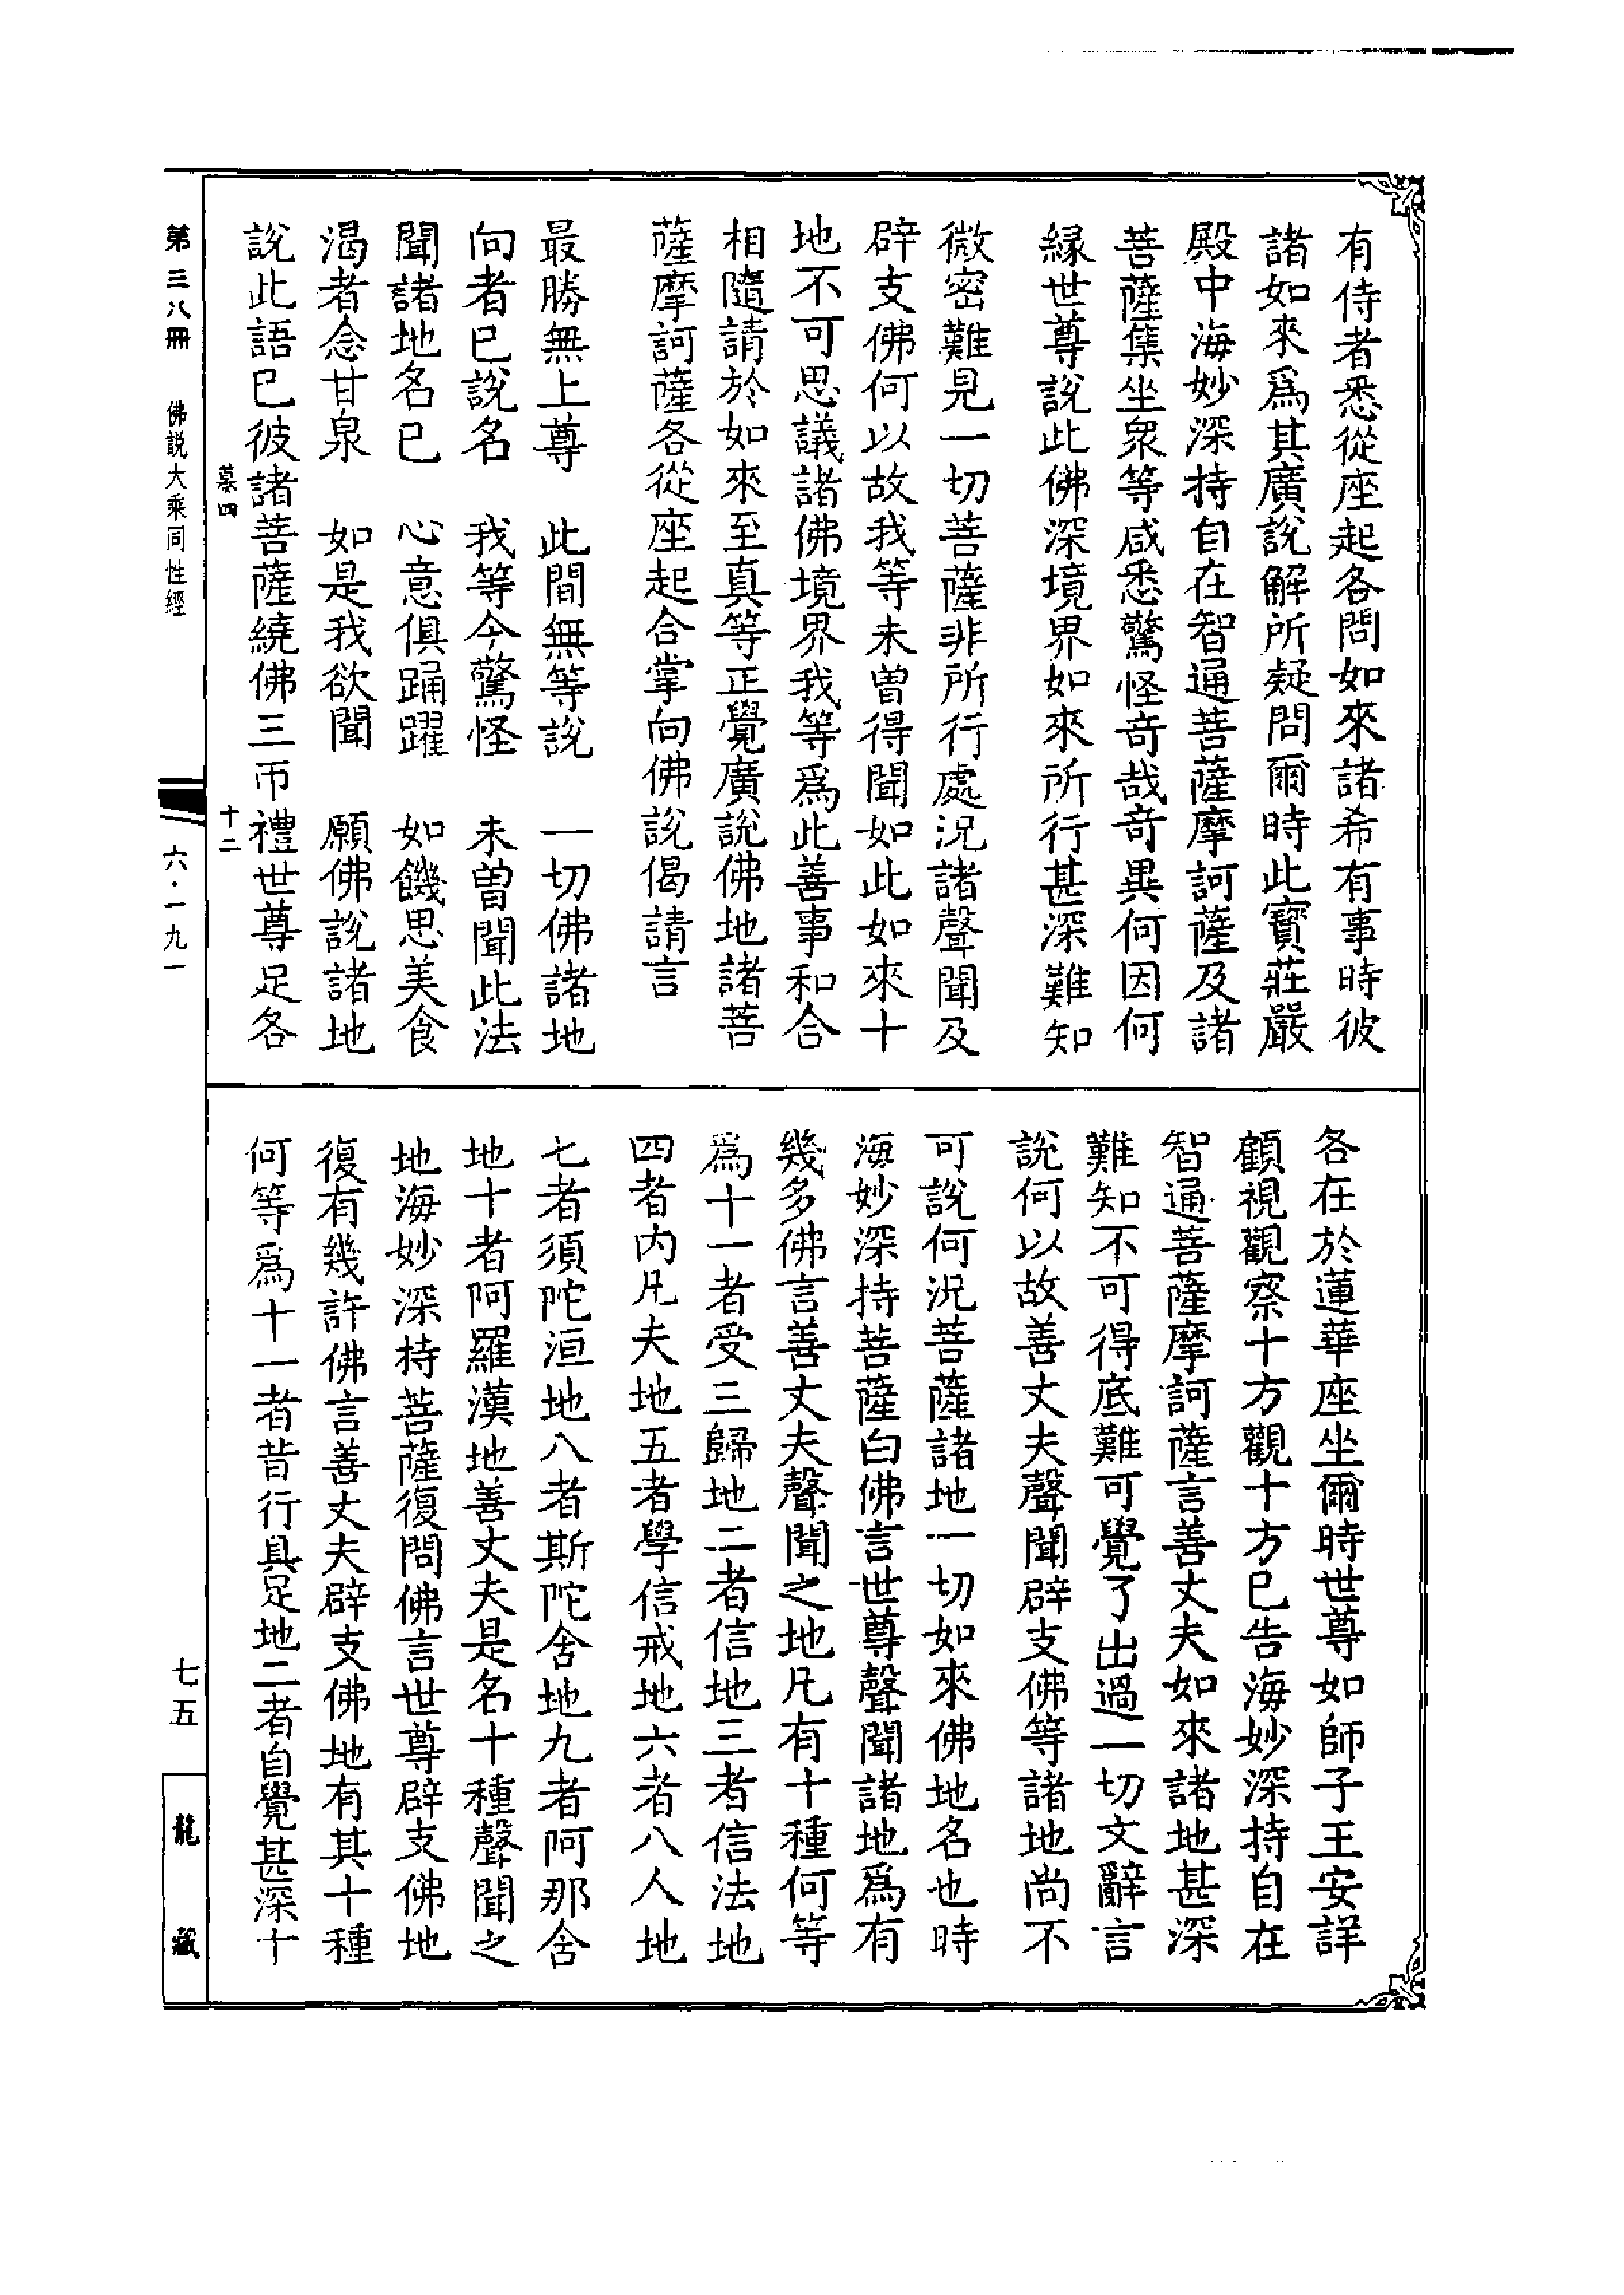 有侍者悉從座起各問如來諸希有事時彼
諸如來爲其廣說解所疑問爾時此寶莊嚴
殿中海妙深持自在智通菩薩摩訶薩及諸
菩薩集坐衆等咸悉驚怪奇哉奇異何因何
緣世尊說此佛深境界如來所行甚深難知
微密難見一切菩薩非所行處況諸聲聞及
辟支佛何以故我等未曾得聞如此如來十
地不可思議諸佛境界我等爲此善事和合
相隨請於如來至真等正覺廣說佛地諸菩
薩摩訶薩各從座起合掌向佛說偈請言
最勝無上尊　此間無等說　一切佛諸地
向者已說名　我等今驚怪　未曾聞此法
聞諸地名已　心意俱踊躍　如饑思美食
渴者念甘泉　如是我欲聞　願佛說諸地
說此語已彼諸菩薩繞佛三帀禮世尊足各
墓四　十二
各在於蓮華座坐爾時世尊如師子王安詳
顧視觀察十方觀十方已告海妙深持自在
智通菩薩摩訶薩言善丈夫如來諸地甚深
難知不可得底難可覺了出過一切文辭言
說何以故善丈夫聲聞辟支佛等諸地尚不
可說何況菩薩諸地一切如來佛地名也時
海妙深持菩薩白佛言世尊聲聞諸地爲有
幾多佛言善丈夫聲聞之地凡有十種何等
爲十一者受三歸地二者信地三者信法地
四者內凡夫地五者學信戒地六者八人地
七者須陀洹地八者斯陀含地九者阿那含
地十者阿羅漢地善丈夫是名十種聲聞之
地海妙深持菩薩復問佛言世尊辟支佛地
復有幾許佛言善丈夫辟支佛地有其十種
何等爲十一者昔行具足地二者自覺甚深十
第三八冊　佛説大乘同性經　六·一九一　七五　龍藏